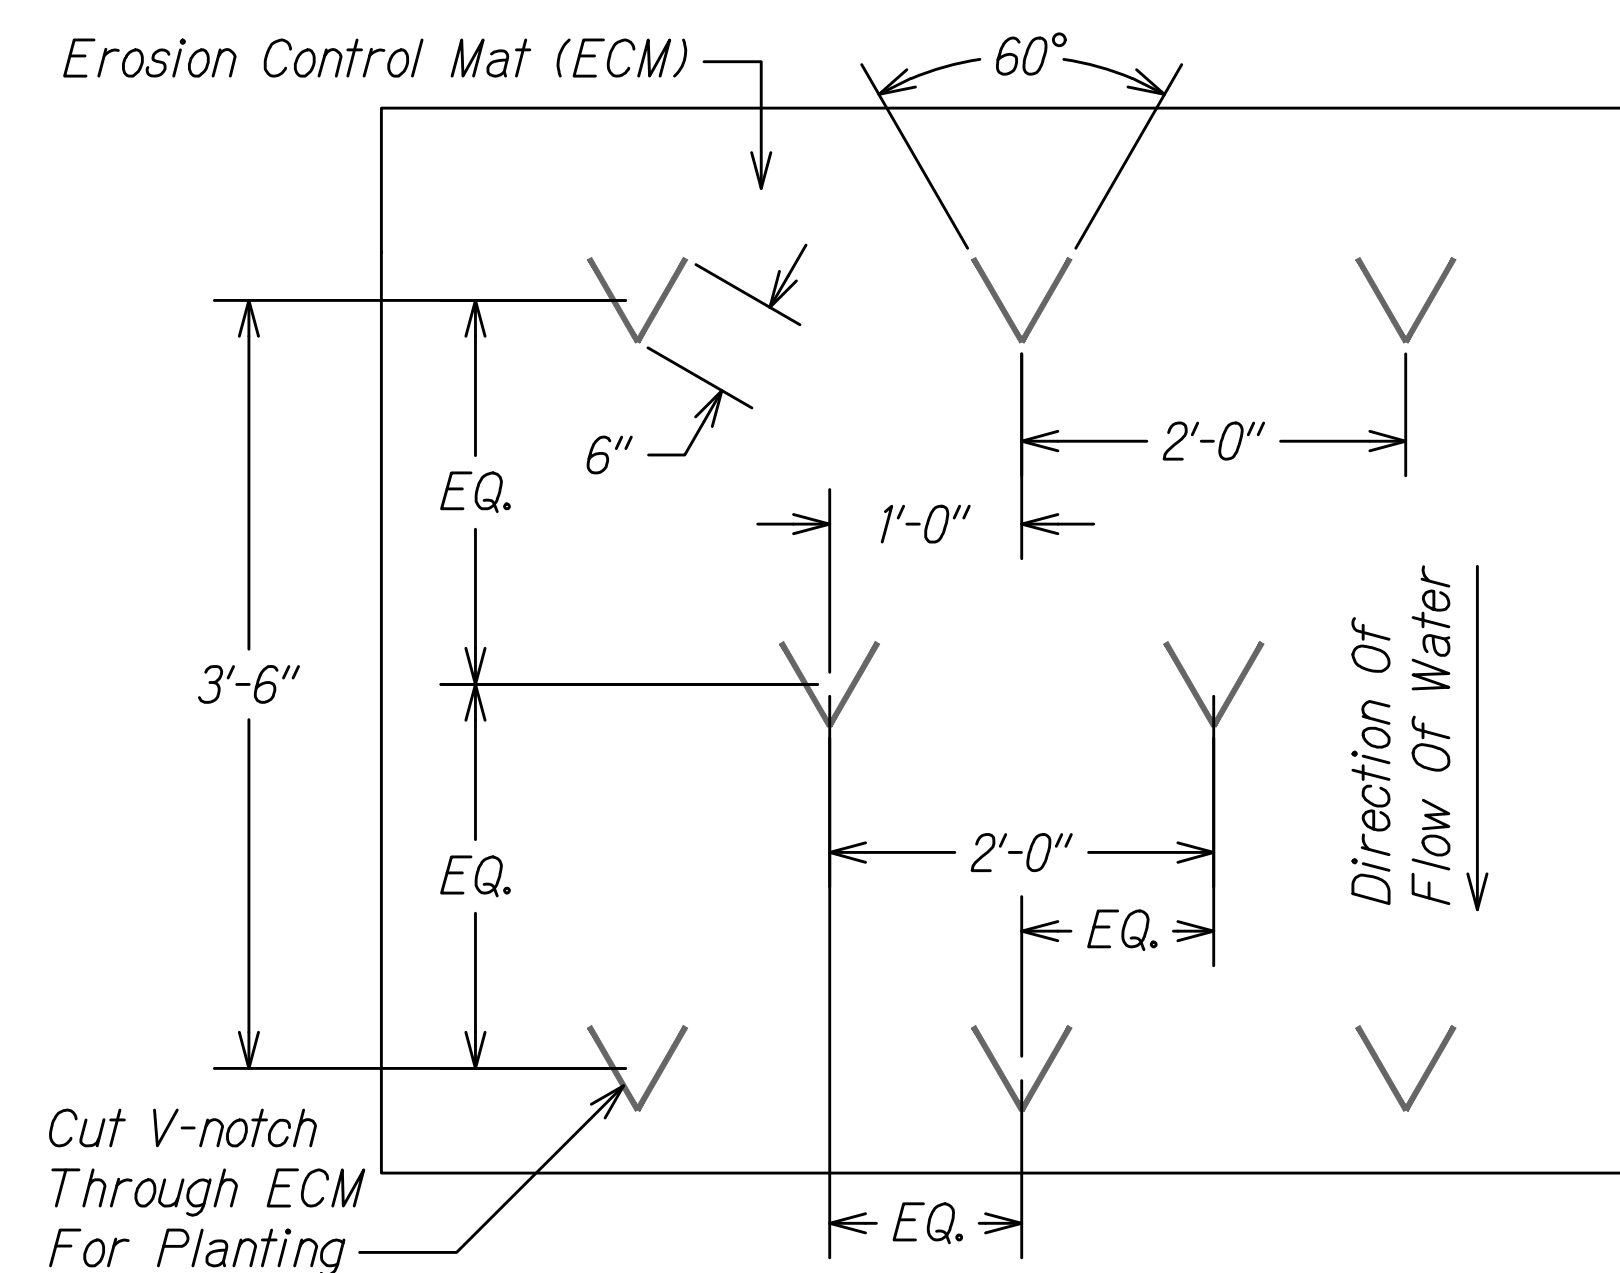 Erosion Control Mat (ECM)
60°
6"
2'-0"
EQ.
1'-0"
3'-6"
Direction Of
Flow Of Water
2'-0"
EQ.
EQ.
Cut V-notch
Through ECM
For Planting
EQ.